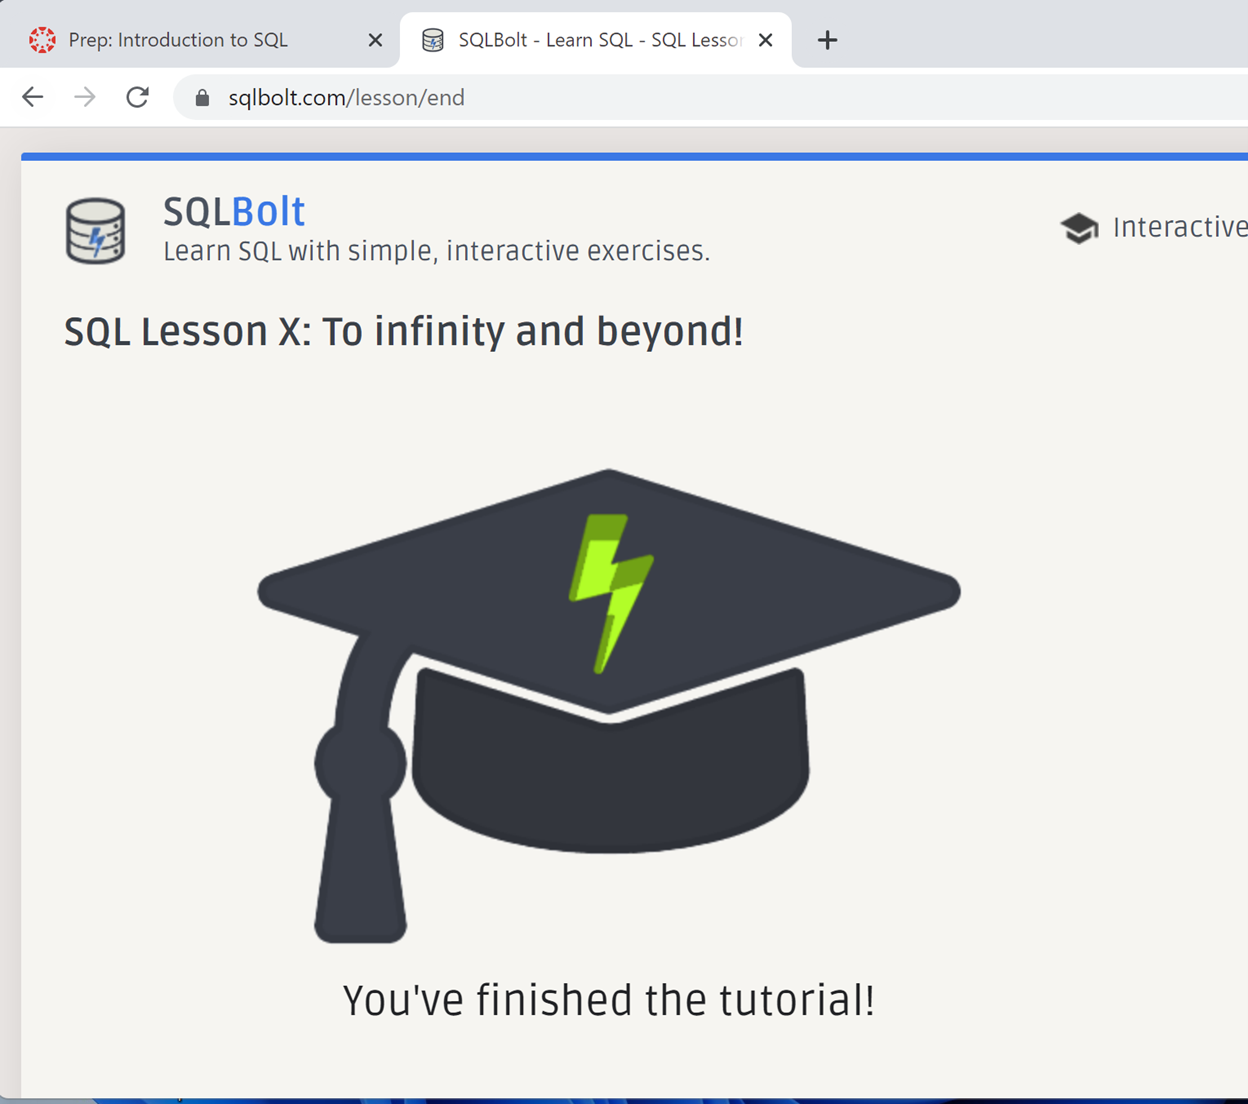 Prep: Introduction to SQL
SQLBolt - Learn SQL - SQL Lesso
sqlbolt.com/lesson/end
SQLBolt
Learn SQL with simple, interactive exercises.
Interactive
SQL Lesson X: To infinity and beyond!
You've finished the tutorial!